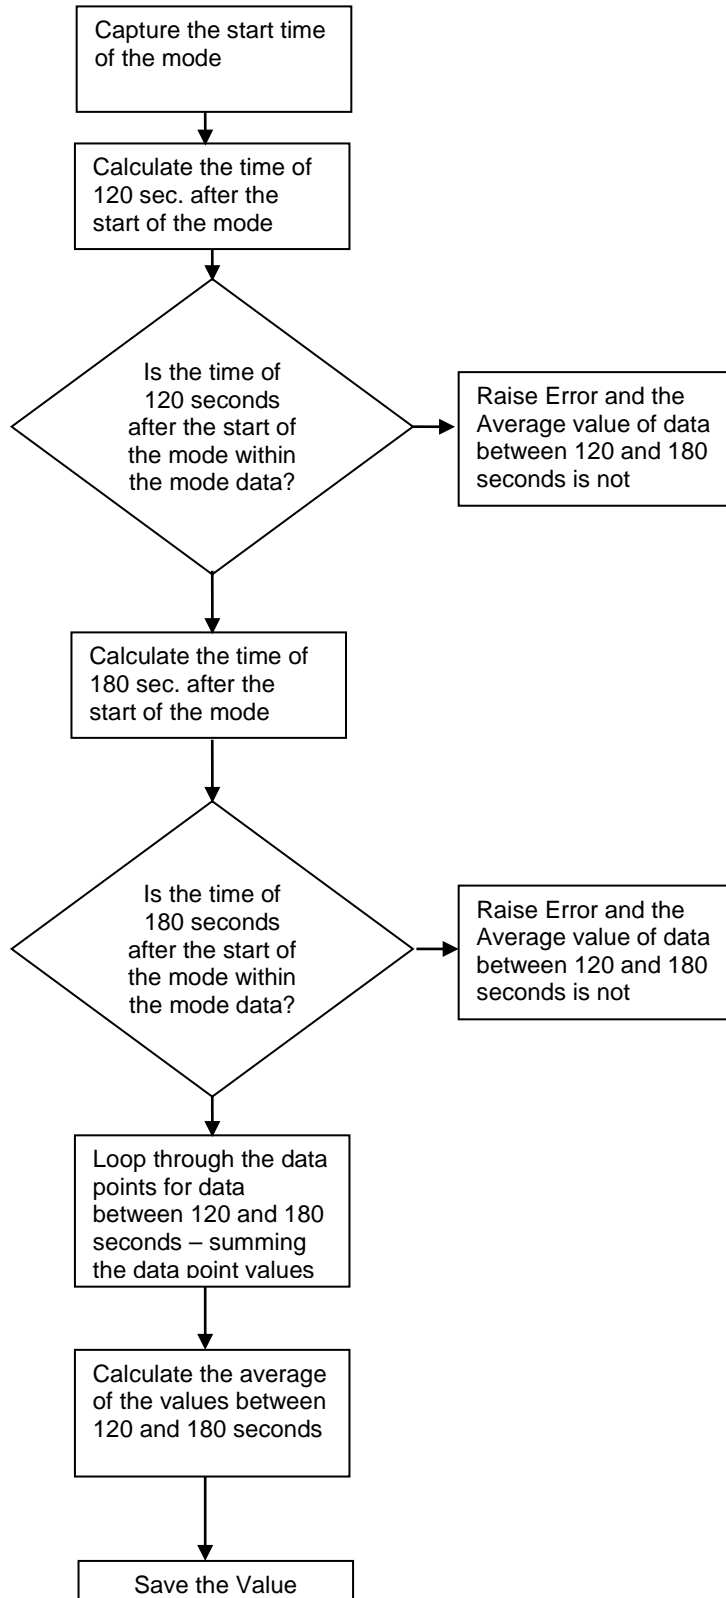 Capture the start time
of the mode
Calculate the time of
120 sec. after the
start of the mode
Is the time of
120 seconds
after the start of
the mode within
the mode data?
Raise Error and the
Average value of data
between 120 and 180
seconds is not
Calculate the time of
180 sec. after the
start of the mode
Is the time of
180 seconds
after the start of
the mode within
the mode data?
Raise Error and the
Average value of data
between 120 and 180
seconds is not
Loop through the data
points for data
between 120 and 180
seconds – summing
the data point values
Calculate the average
of the values between
120 and 180 seconds
Save the Value